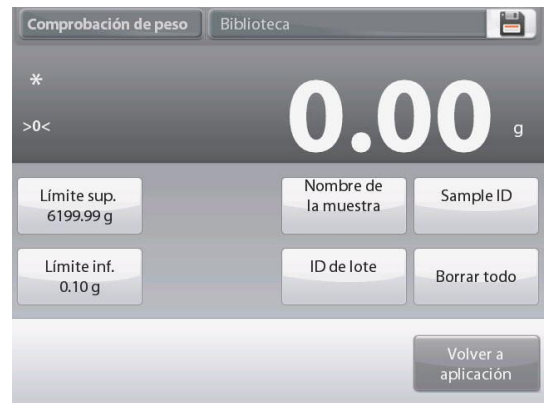 Comprobación de peso Biblioteca
*
>0<
0.00 g
Límite sup.
6199.99 g
Nombre de
la muestra
Sample ID
Límite inf.
0.10 g
ID de lote
Borrar todo
Volver a
aplicación